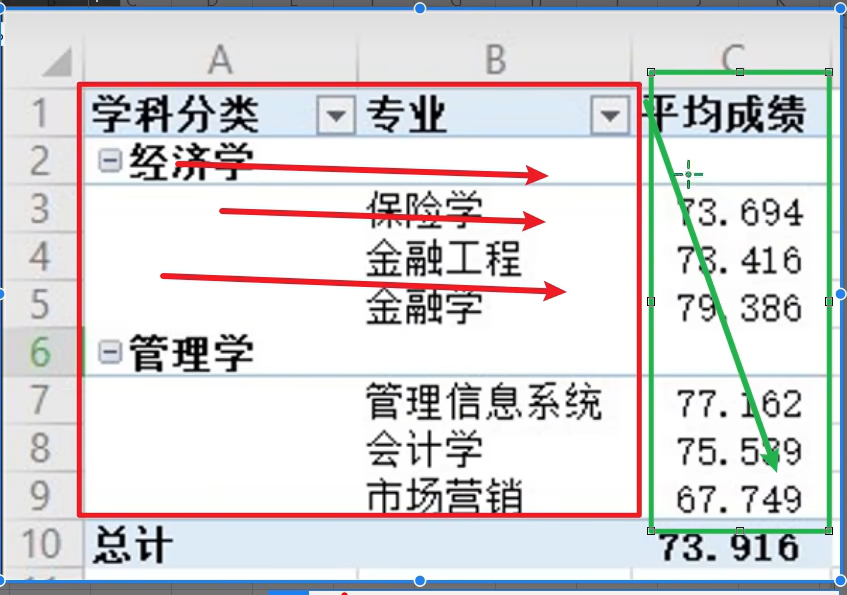 A B C
1 学科分类 专业 平均成绩
2 经济学
3 保险学 73.694
4 金融工程 73.416
5 金融学 79.386
6 管理学
7 管理信息系统 77.162
8 会计学
9 市场营销 67.749
10 总计 73.916